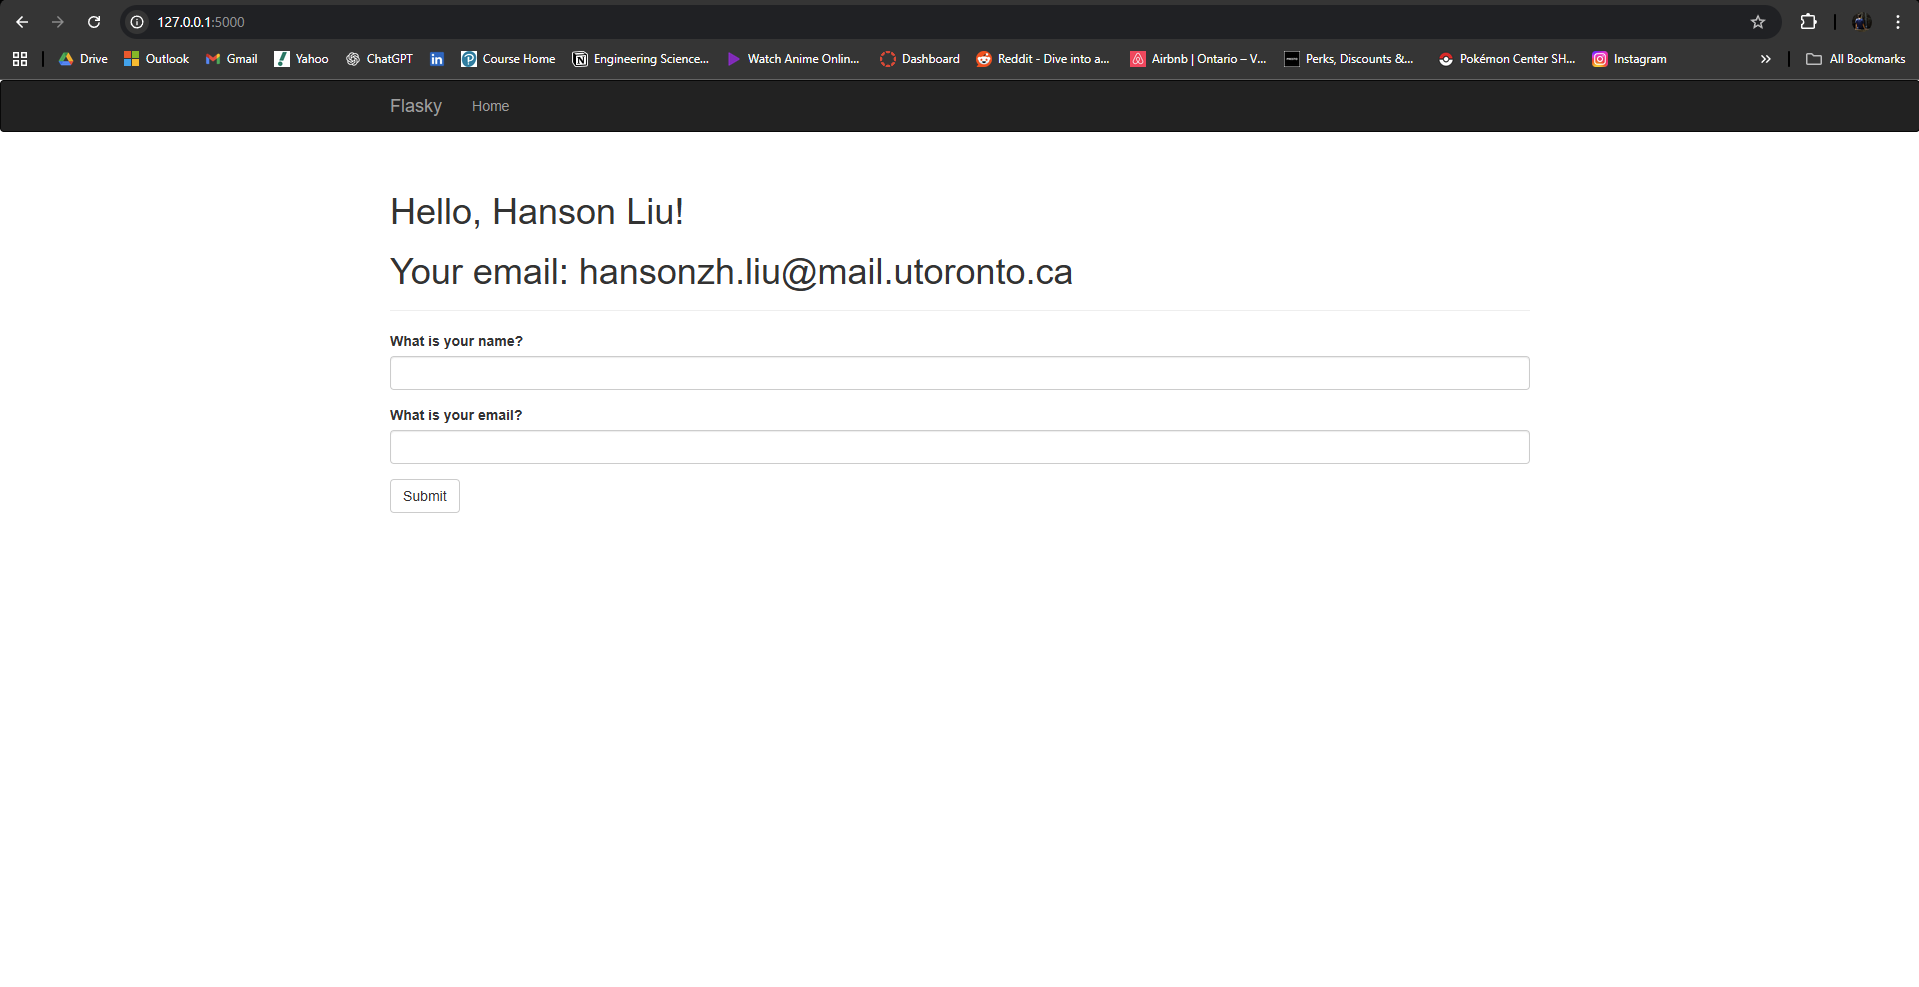 127.0.0.1:5000
Drive Outlook Gmail Yahoo ChatGPT in Course Home Engineering Science... Watch Anime Onlin... Dashboard Reddit - Dive into a... Airbnb | Ontario – V... Perks, Discounts &... Pokémon Center SH... Instagram All Bookmarks
Flasky Home
Hello, Hanson Liu!
Your email: hansonzh.liu@mail.utoronto.ca
What is your name?
What is your email?
Submit